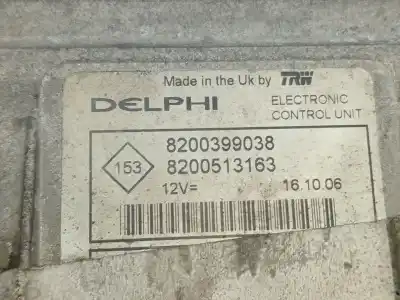 Made in the Uk by TRW
DELPHI
ELECTRONIC
CONTROL UNIT
153
8200399038
8200513163
12V=
16.10.06